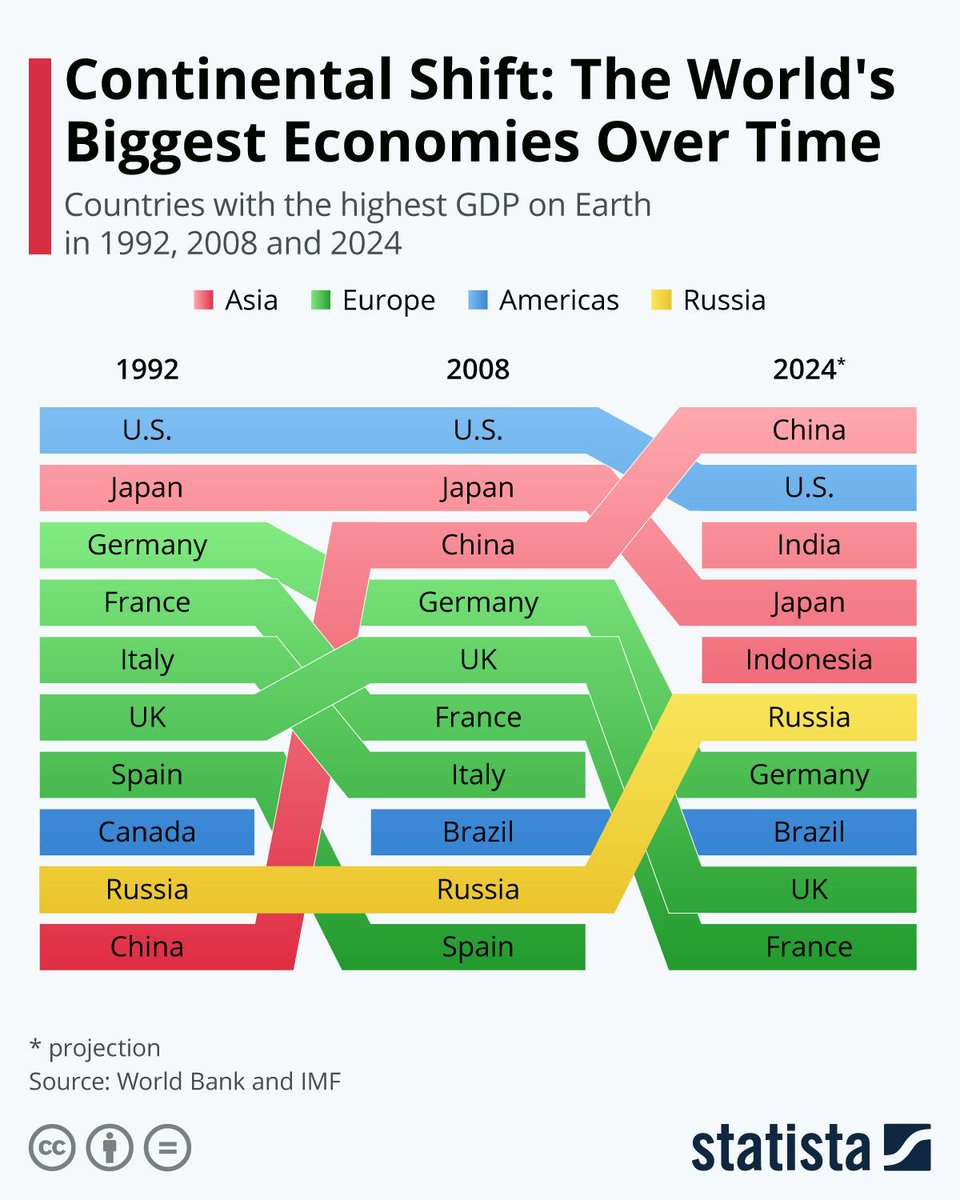 Continental Shift: The World's
Biggest Economies Over Time
Countries with the highest GDP on Earth
in 1992, 2008 and 2024
Asia Europe Americas Russia
1992 2008 2024*
U.S. U.S. China
Japan Japan U.S.
Germany China India
France Germany Japan
Italy UK Indonesia
UK France Russia
Spain Italy Germany
Canada Brazil Brazil
Russia Russia UK
China Spain France
* projection
Source: World Bank and IMF
cc
statista